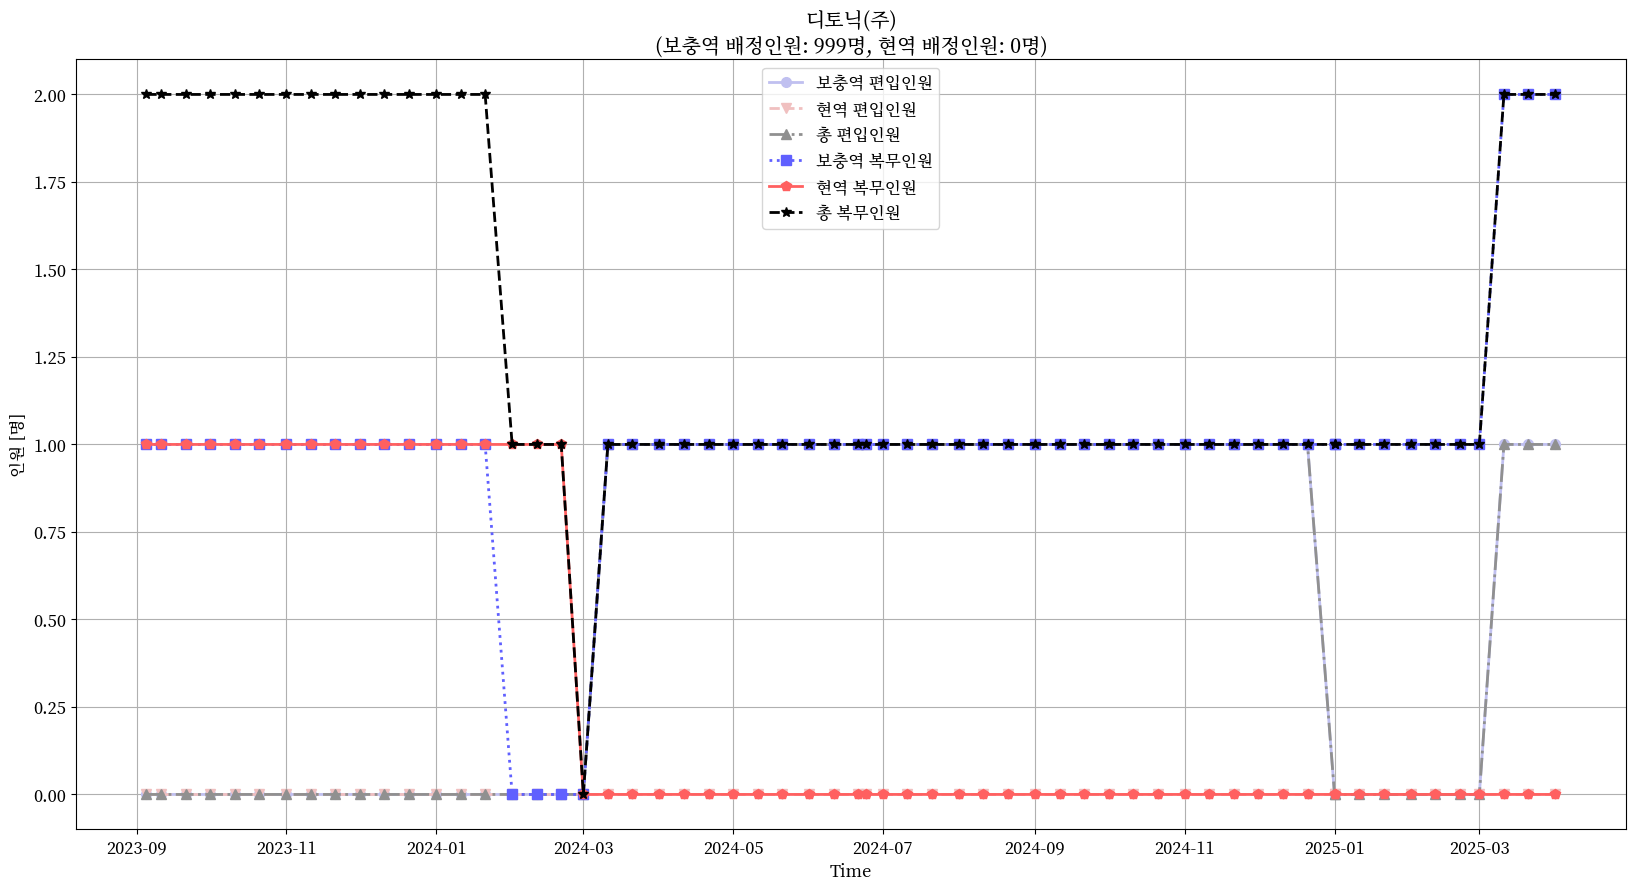 디토닉(주)
(보충역 배정인원: 999명, 현역 배정인원: 0명)
보충역 편입인원
현역 편입인원
총 편입인원
보충역 복무인원
현역 복무인원
총 복무인원
인원 [명]
2.00
1.75
1.50
1.25
1.00
0.75
0.50
0.25
0.00
2023-09
2023-11
2024-01
2024-03
2024-05
2024-07
2024-09
2024-11
2025-01
2025-03
Time